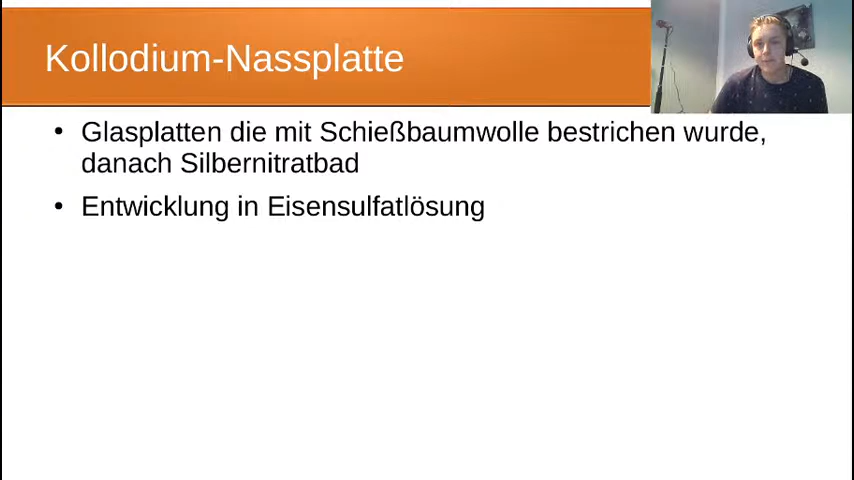 Kollodium-Nassplatte
• Glasplatten die mit Schießbaumwolle bestrichen wurde,
danach Silbernitratbad
• Entwicklung in Eisensulfatlösung